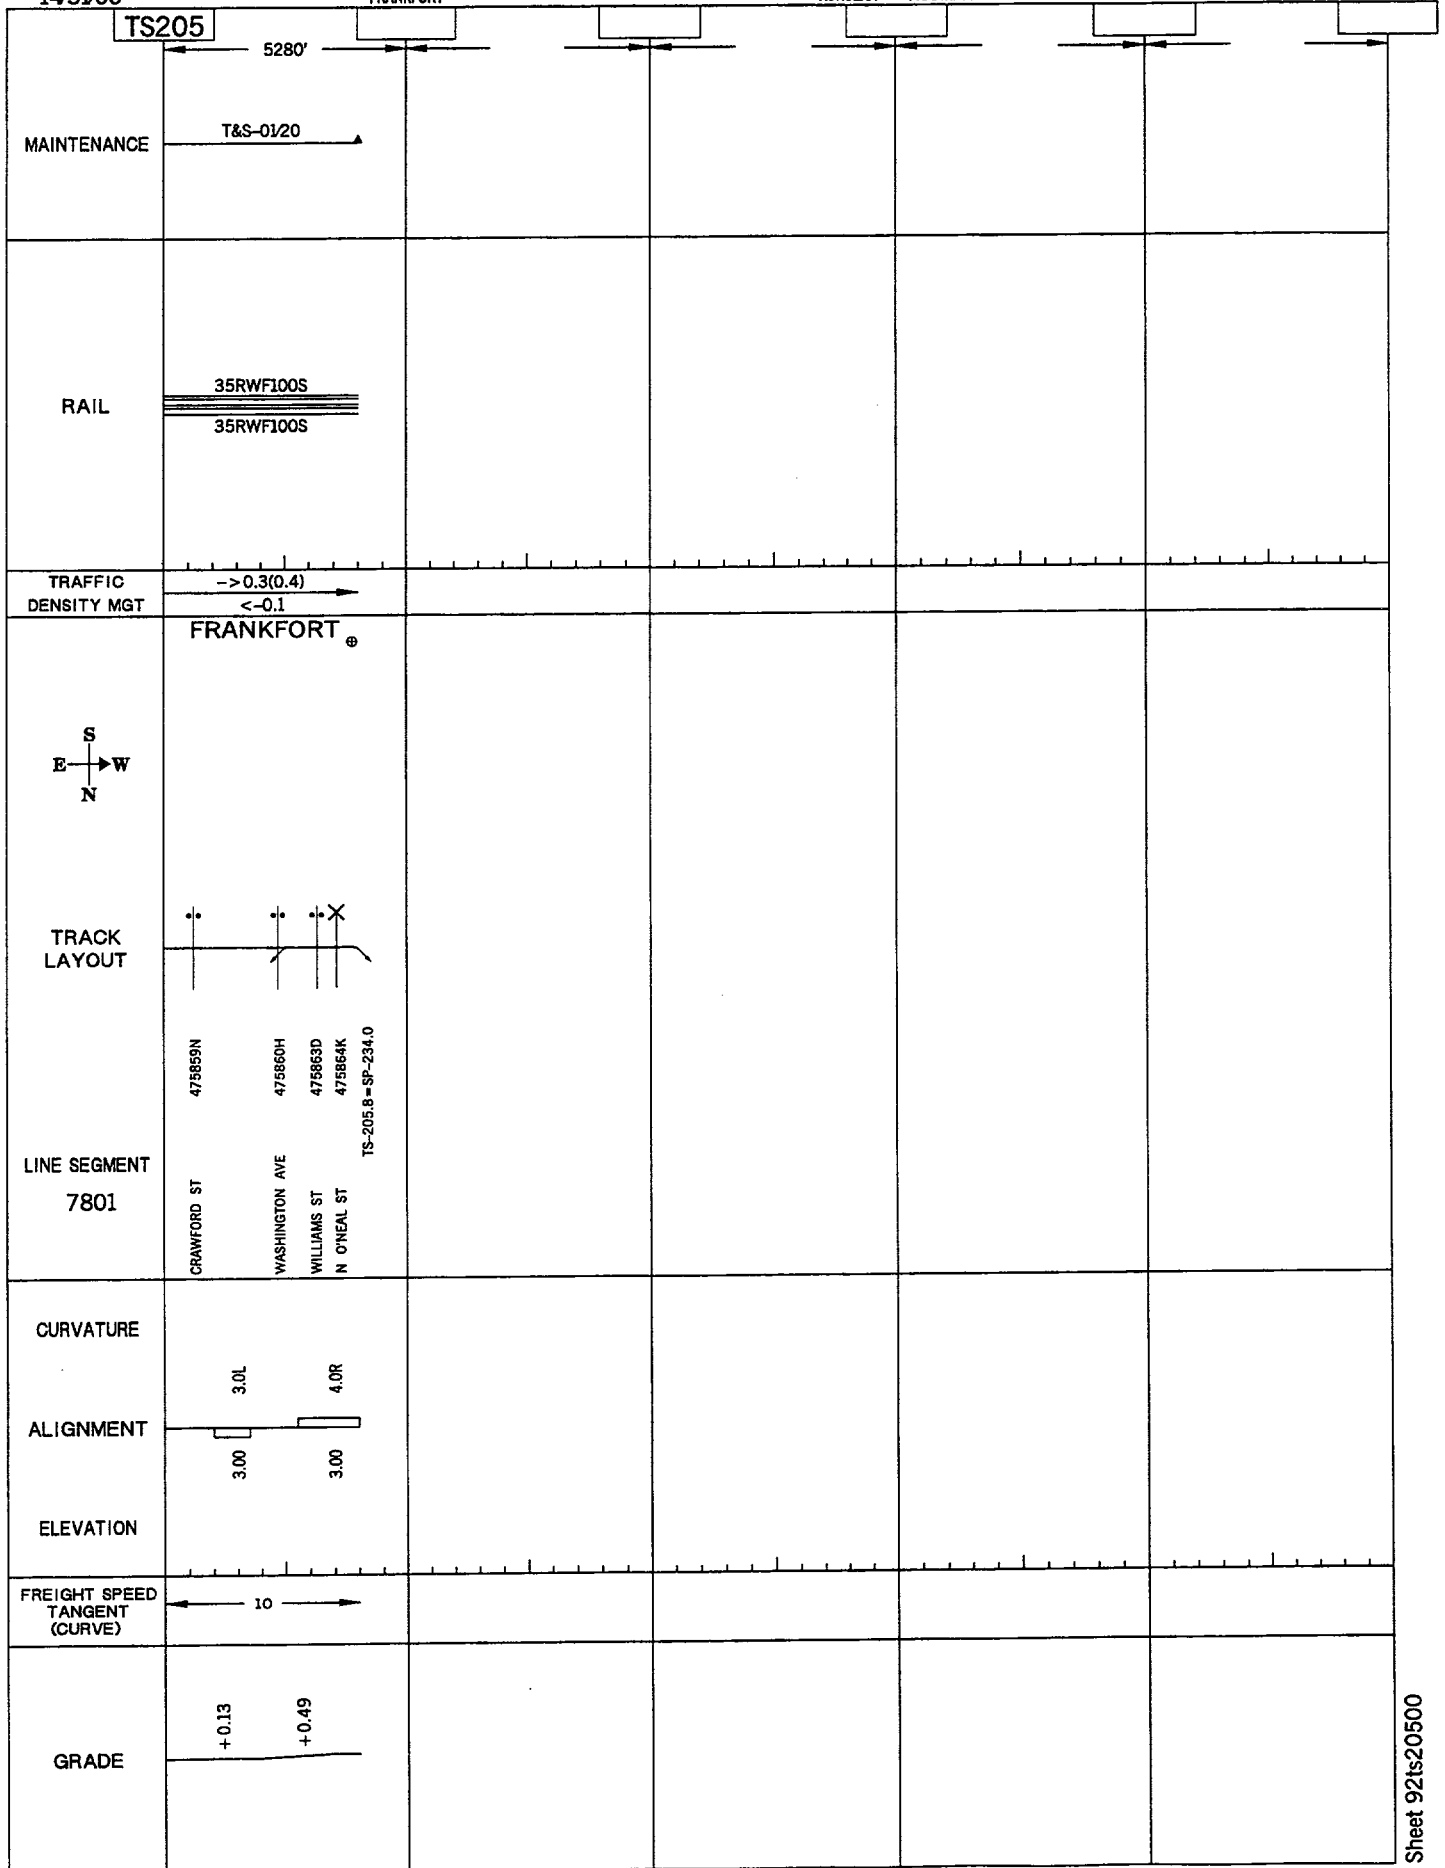 TS205
5280'
MAINTENANCE
T&S-01/20
RAIL
35RWF100S
35RWF100S
TRAFFIC
DENSITY MGT
->0.3(0.4)
<-0.1
FRANKFORT
S
E W
N
TRACK
LAYOUT
475859N
475860H
475863D
475864K
TS-205.8=SP-234.0
LINE SEGMENT
7801
CRAWFORD ST
WASHINGTON AVE
WILLIAMS ST
N O'NEAL ST
CURVATURE
3.0L
4.0R
ALIGNMENT
3.00
3.00
ELEVATION
FREIGHT SPEED
TANGENT
(CURVE)
10
+0.13
+0.49
GRADE
Sheet 92ts20500